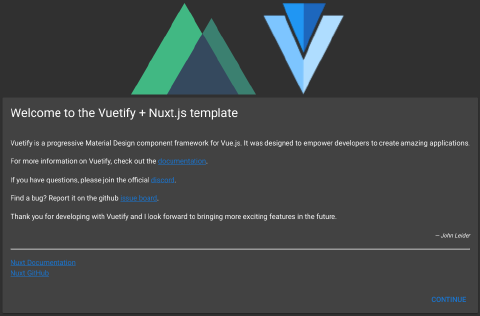 Welcome to the Vuetify + Nuxt.js template
Vuetify is a progressive Material Design component framework for Vue.js. It was designed to empower developers to create amazing applications.
For more information on Vuetify, check out the documentation.
If you have questions, please join the official discord.
Find a bug? Report it on the github issue board.
Thank you for developing with Vuetify and I look forward to bringing more exciting features in the future.
— John Leider
Nuxt Documentation
Nuxt GitHub
CONTINUE